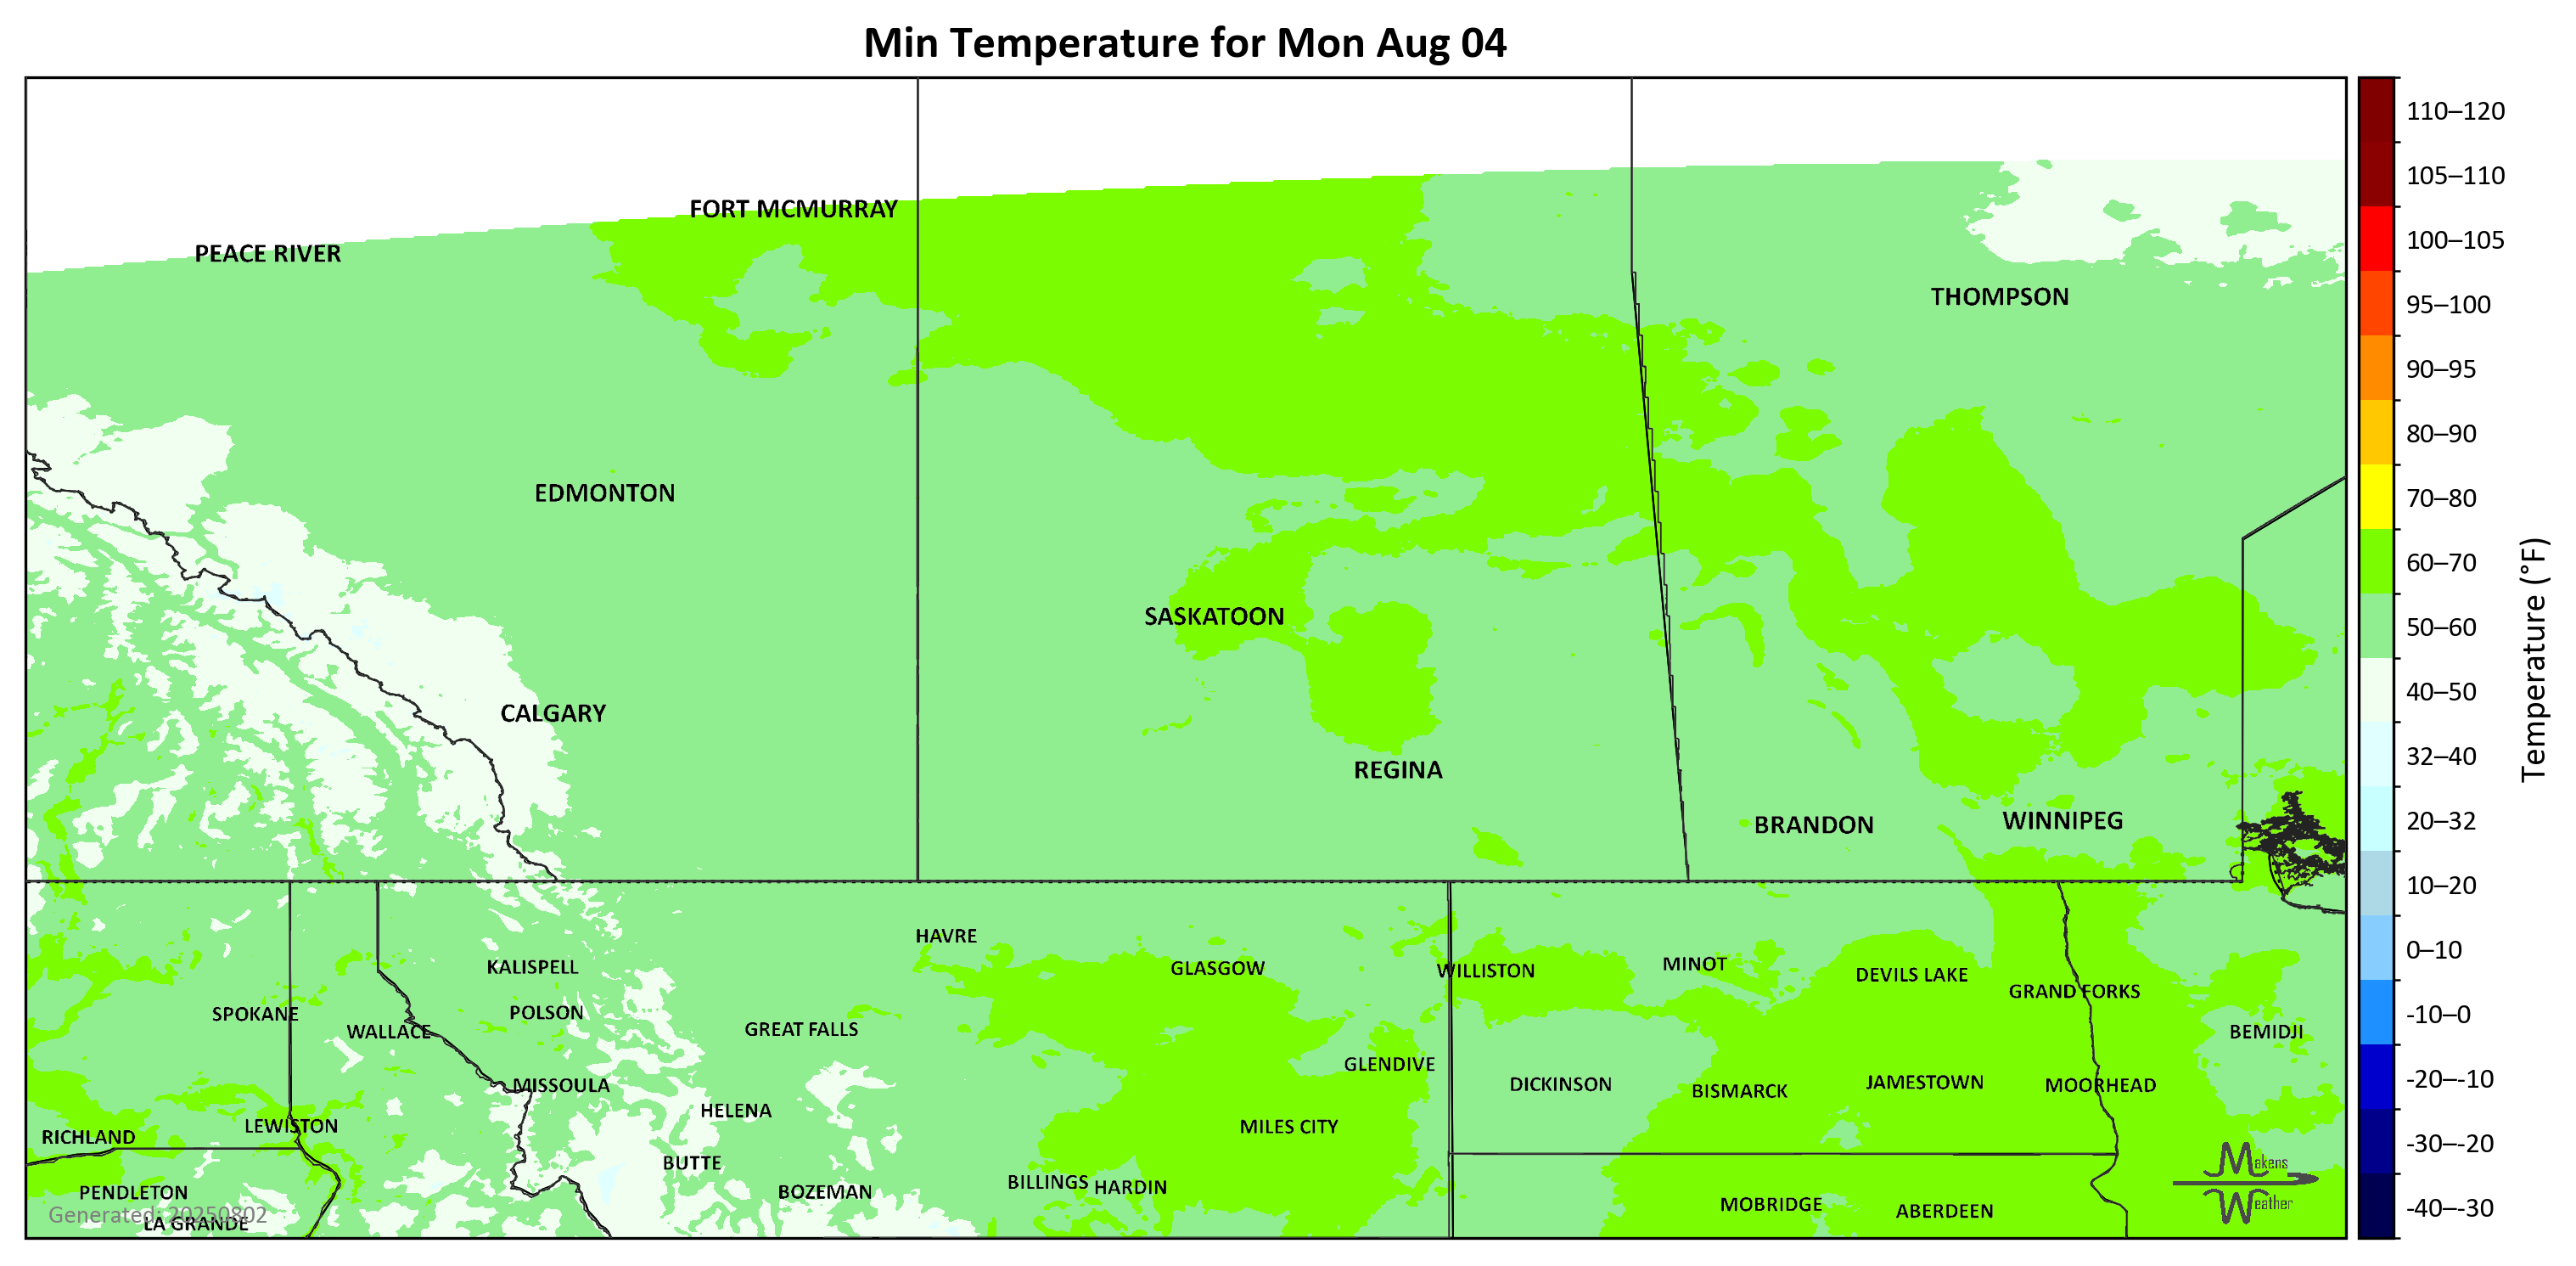 Min Temperature for Mon Aug 04
110–120
105–110
100–105
95–100
90–95
80–90
70–80
60–70
50–60
40–50
32–40
20–32
10–20
0–10
-10–0
-20–-10
-30–-20
-40–-30
Temperature (°F)
FORT MCMURRAY
PEACE RIVER
THOMPSON
EDMONTON
SASKATOON
CALGARY
REGINA
BRANDON
WINNIPEG
HAVRE
KALISPELL
GLASGOW
WILLISTON
MINOT
DEVILS LAKE
GRAND FORKS
SPOKANE
POLSON
WALLACE
GREAT FALLS
BEMIDJI
GLENDIVE
MISSOULA
DICKINSON
BISMARCK
JAMESTOWN
MOORHEAD
HELENA
LEWISTON
MILES CITY
RICHLAND
BUTTE
BILLINGS
HARDIN
BOZEMAN
PENDLETON
MOBRIDGE
ABERDEEN
Generated: 20250802
LA GRANDE
Makens
Weather